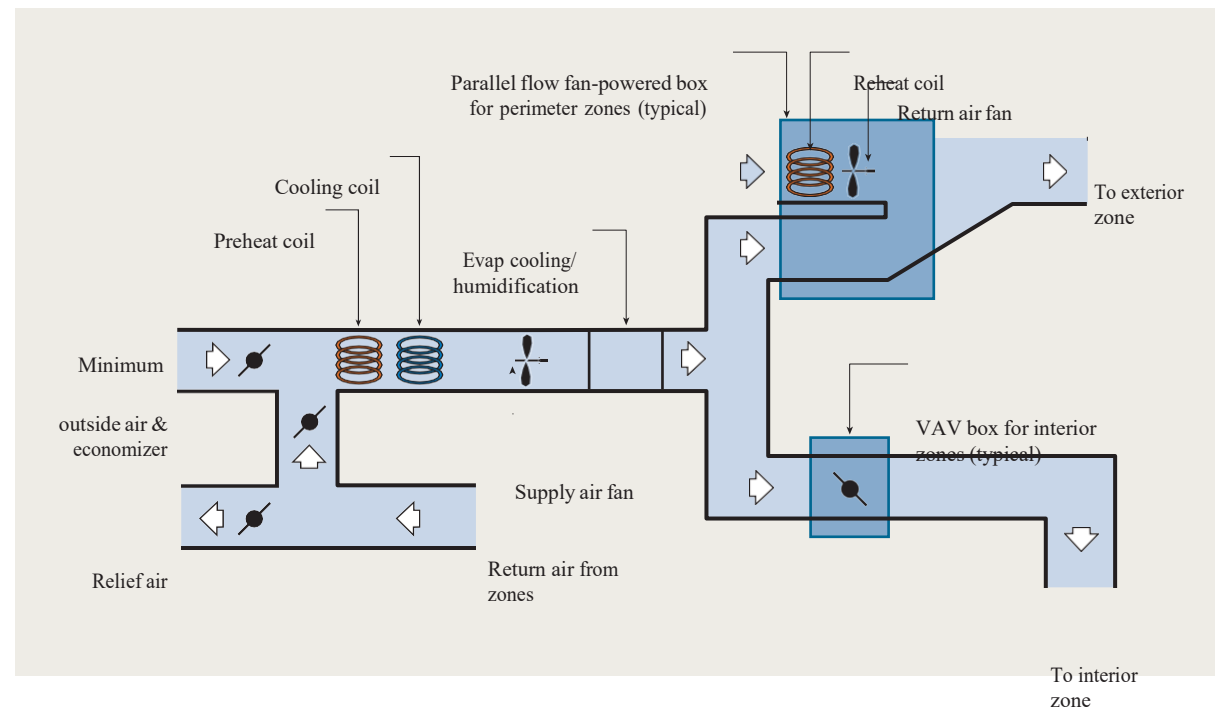 Parallel flow fan-powered box
for perimeter zones (typical)
Reheat coil
Return air fan
Cooling coil
To exterior
zone
Preheat coil
Evap cooling/
humidification
Minimum
outside air &
economizer
VAV box for interior
zones (typical)
Supply air fan
Relief air
Return air from
zones
To interior
zone